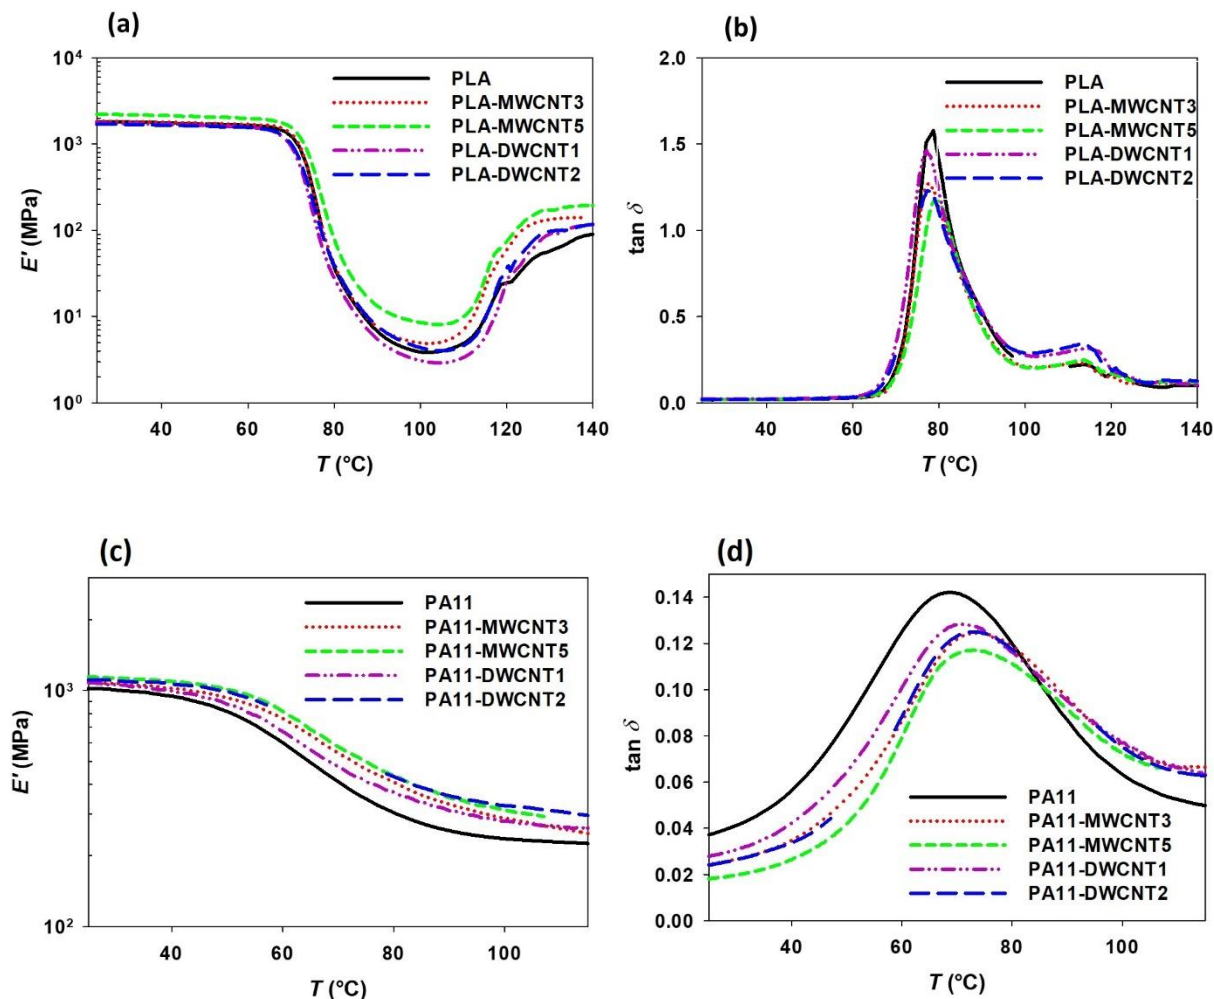 (a)
E′ (MPa)
10⁴
10³
10²
10¹
10⁰
PLA
PLA-MWCNT3
PLA-MWCNT5
PLA-DWCNT1
PLA-DWCNT2
40 60 80 100 120 140
T (°C)
(b)
tan δ
2.0
1.5
1.0
0.5
0.0
PLA
PLA-MWCNT3
PLA-MWCNT5
PLA-DWCNT1
PLA-DWCNT2
40 60 80 100 120 140
T (°C)
(c)
E′ (MPa)
10³
10²
PA11
PA11-MWCNT3
PA11-MWCNT5
PA11-DWCNT1
PA11-DWCNT2
40 60 80 100
T (°C)
(d)
tan δ
0.14
0.12
0.10
0.08
0.06
0.04
0.02
0.00
PA11
PA11-MWCNT3
PA11-MWCNT5
PA11-DWCNT1
PA11-DWCNT2
40 60 80 100
T (°C)